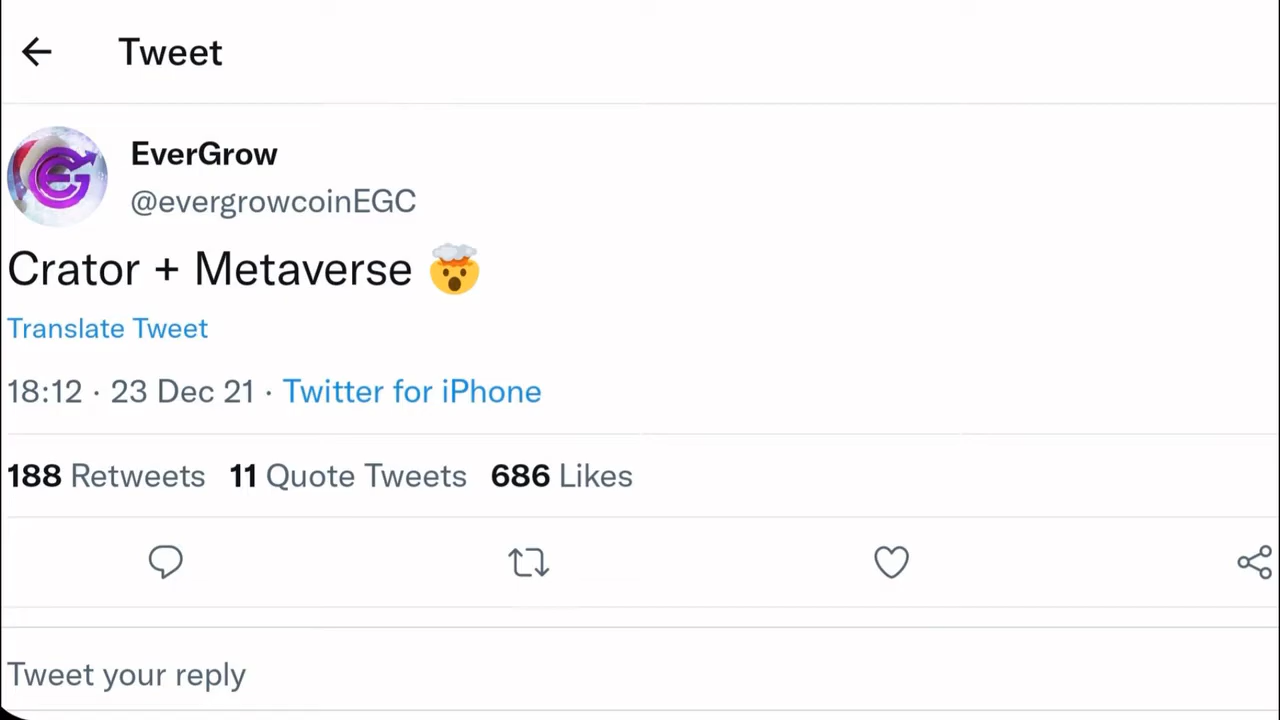 Tweet
EverGrow
@evergrowcoinEGC
Crator + Metaverse 🤯
Translate Tweet
18:12 · 23 Dec 21 · Twitter for iPhone
188 Retweets 11 Quote Tweets 686 Likes
Tweet your reply